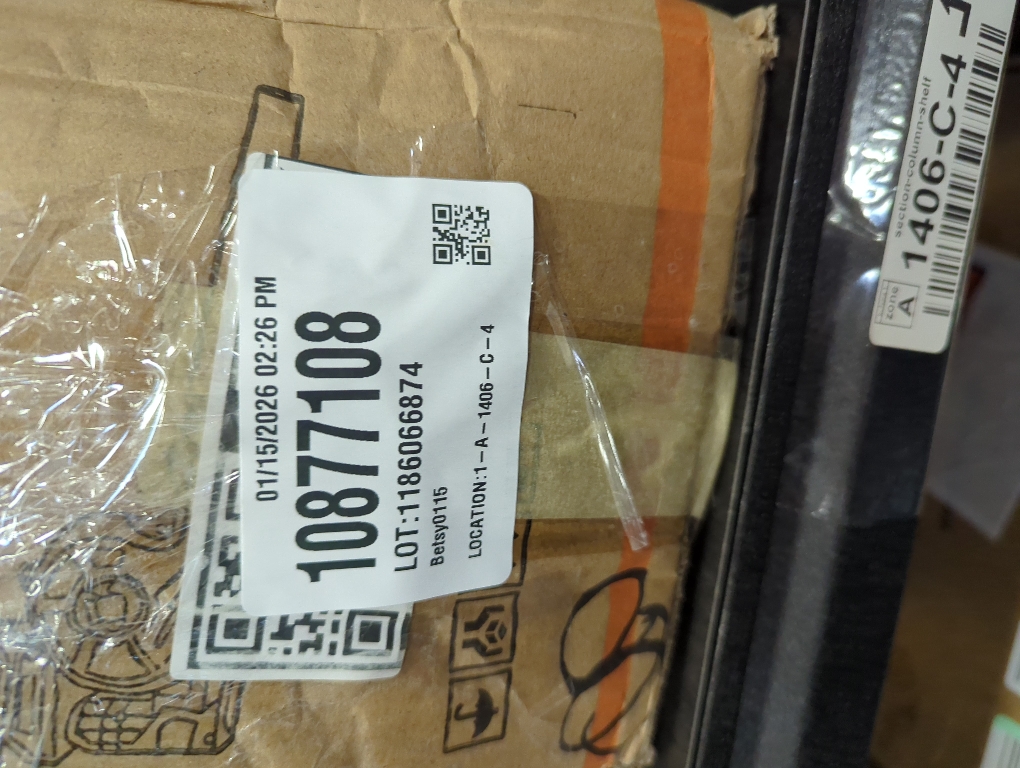 01/15/2026 02:26 PM
10877108
LOT:1186066874
Betsy0115
LOCATION:1-A-1406-C-4
section-column-shelf
1406-C-4
zone
A